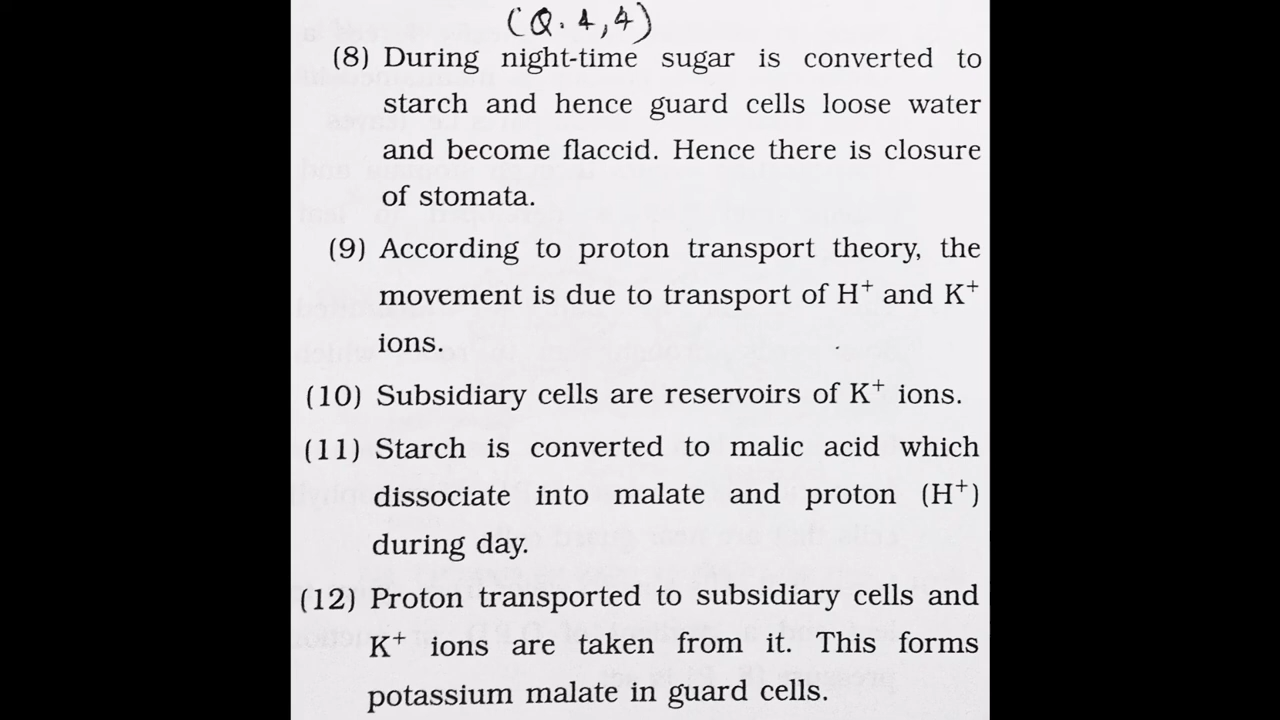 (Q. 4, 4)
(8) During night-time sugar is converted to
starch and hence guard cells loose water
and become flaccid. Hence there is closure
of stomata.
(9) According to proton transport theory, the
movement is due to transport of H⁺ and K⁺
ions.
(10) Subsidiary cells are reservoirs of K⁺ ions.
(11) Starch is converted to malic acid which
dissociate into malate and proton (H⁺)
during day.
(12) Proton transported to subsidiary cells and
K⁺ ions are taken from it. This forms
potassium malate in guard cells.